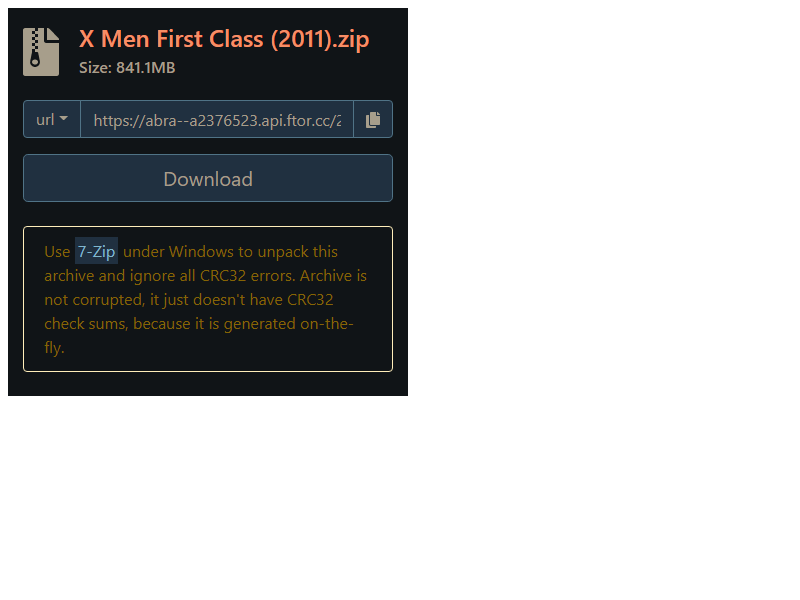 X Men First Class (2011).zip
Size: 841.1MB
url
https://abra--a2376523.api.ftor.cc/2
Download
Use 7-Zip under Windows to unpack this
archive and ignore all CRC32 errors. Archive is
not corrupted, it just doesn't have CRC32
check sums, because it is generated on-the-
fly.